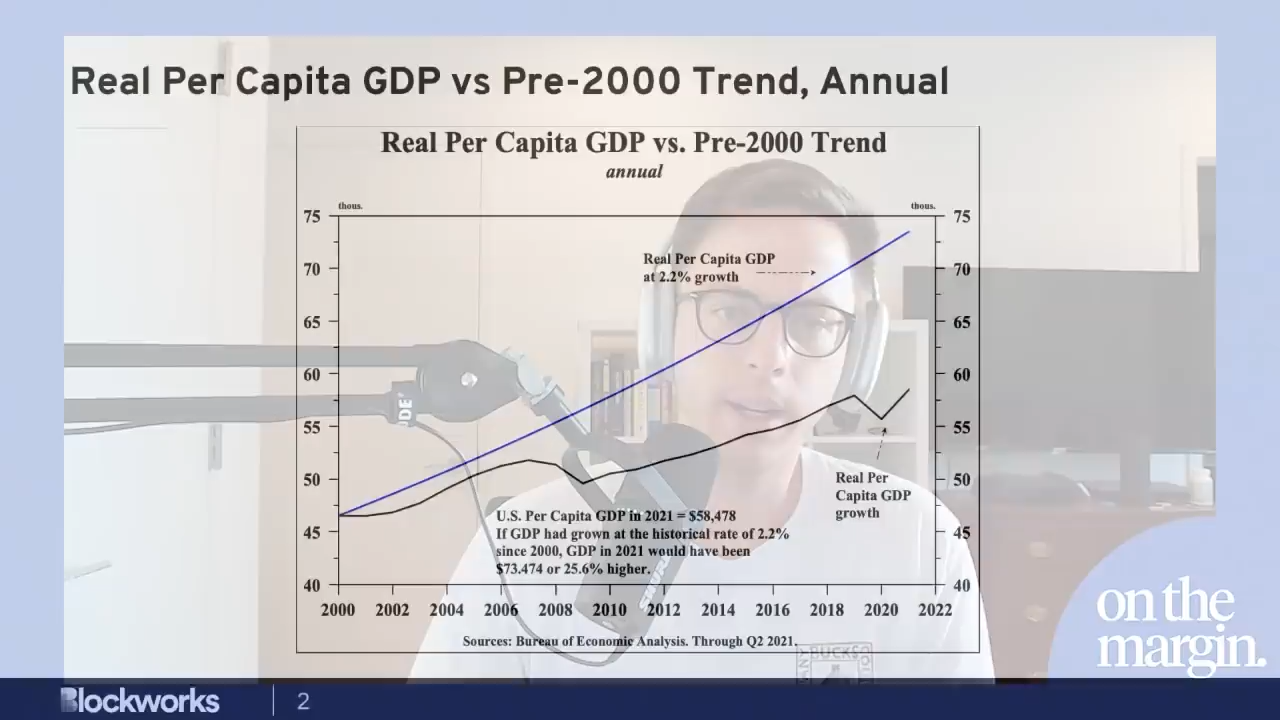 Real Per Capita GDP vs Pre-2000 Trend, Annual
Real Per Capita GDP vs. Pre-2000 Trend
annual
thous.
thous.
75
75
Real Per Capita GDP
at 2.2% growth
70
70
65
65
60
60
55
55
50
50
Real Per
Capita GDP
growth
45
45
U.S. Per Capita GDP in 2021 = $58,478
If GDP had grown at the historical rate of 2.2%
since 2000, GDP in 2021 would have been
$73.474 or 25.6% higher.
40
40
2000 2002 2004 2006 2008 2010 2012 2014 2016 2018 2020 2022
Sources: Bureau of Economic Analysis. Through Q2 2021.
SHURE
BUCKS
on the
margin.
Blockworks
2